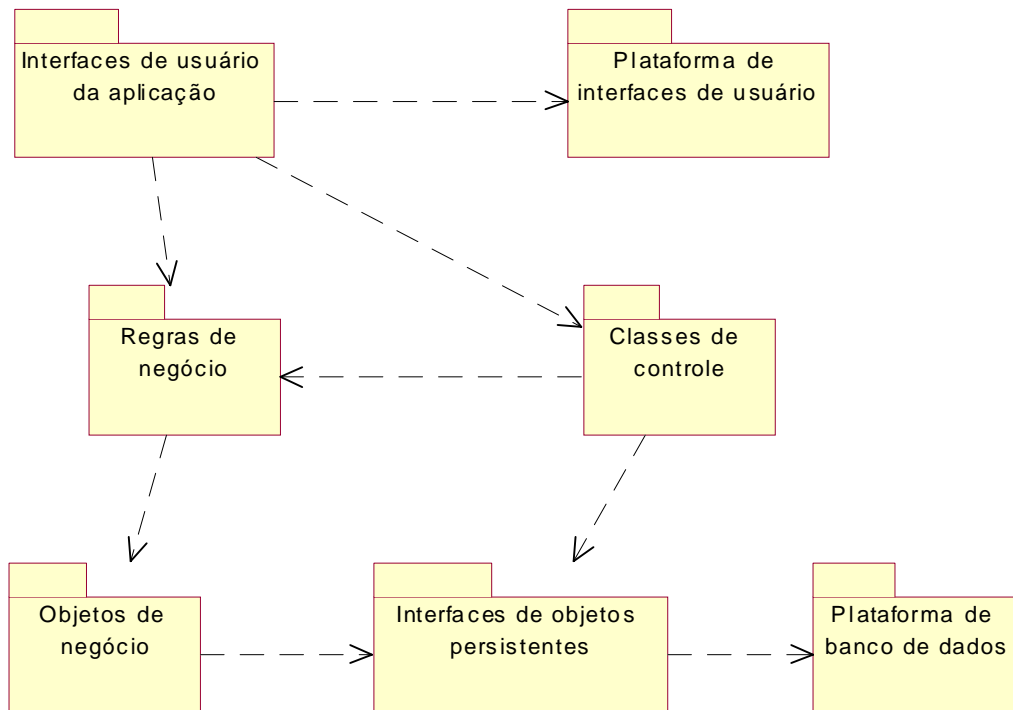 Interfaces de usuário
da aplicação
Plataforma de
interfaces de usuário
Regras de
negócio
Classes de
controle
Objetos de
negócio
Interfaces de objetos
persistentes
Plataforma de
banco de dados